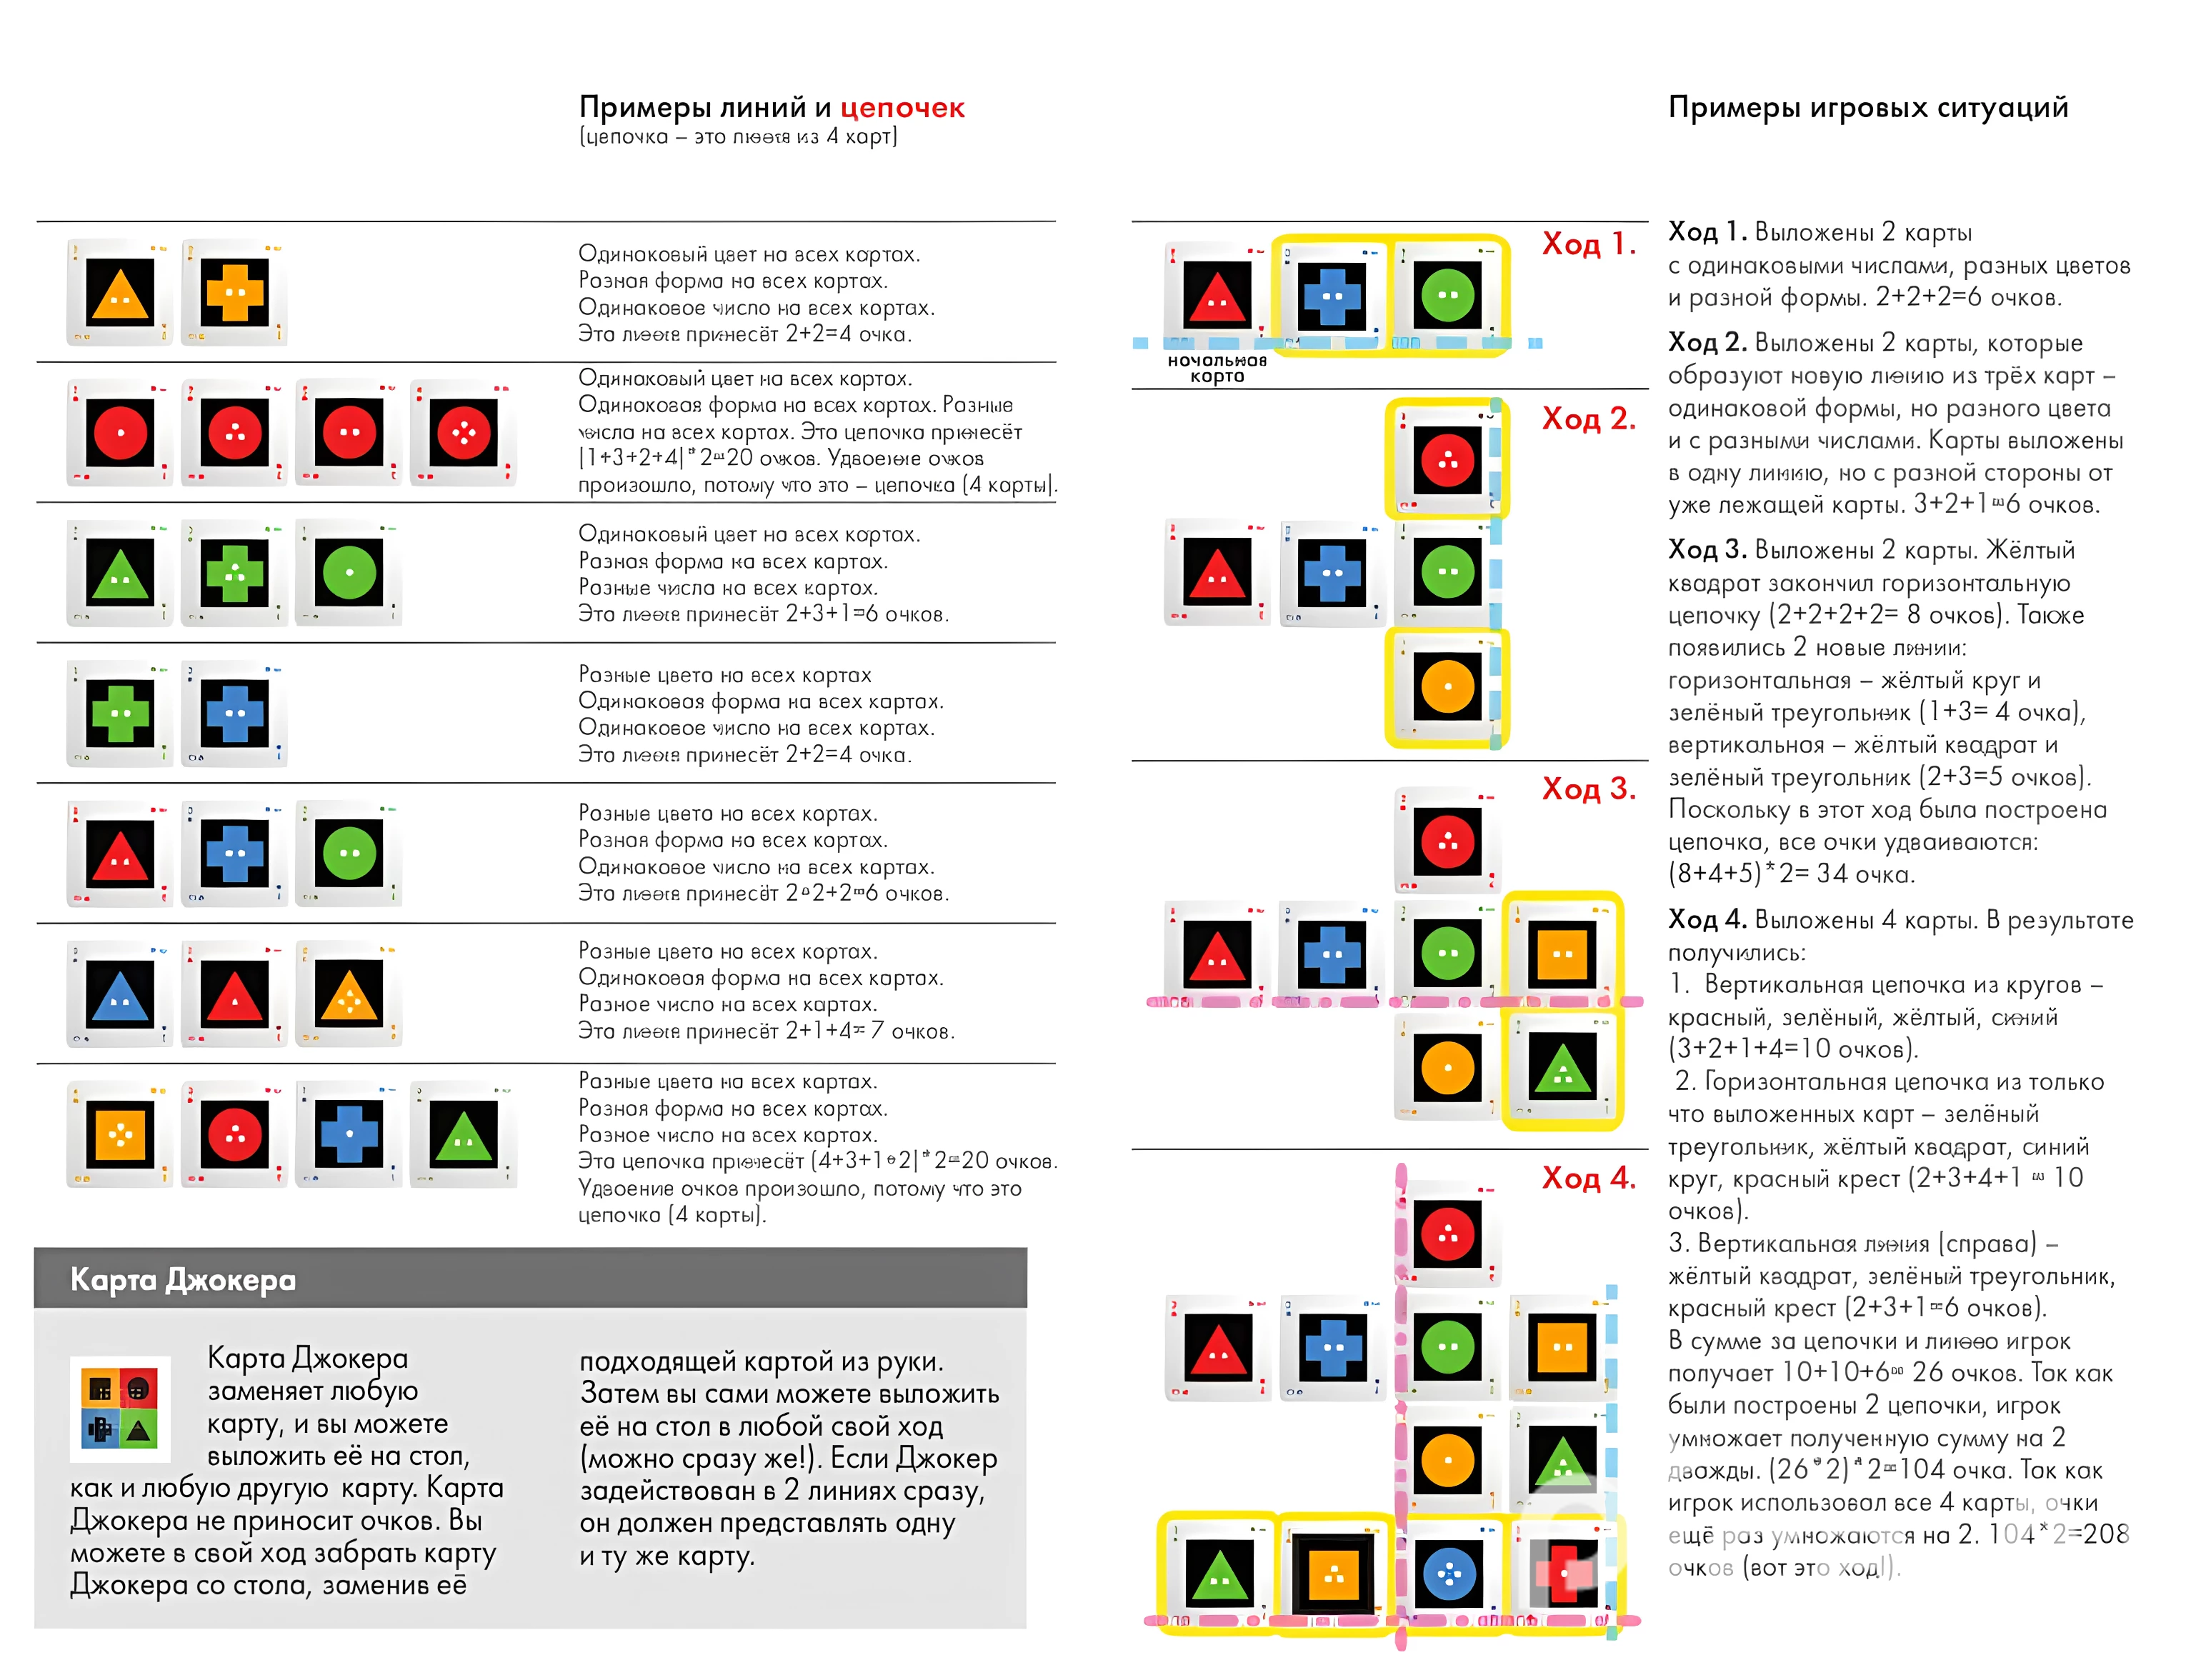 Примеры линий и цепочек
(цепочка – это линия из 4 карт)
Одинаковый цвет на всех картах.
Разная форма на всех картах.
Одинаковое число на всех картах.
Эта линия принесёт 2+2=4 очка.
Одинаковый цвет на всех картах.
Одинаковая форма на всех картах. Разные
числа на всех картах. Эта цепочка принесёт
(1+3+2+4)*2=20 очков. Удвоение очков
произошло, потому что это – цепочка (4 карты).
Одинаковый цвет на всех картах.
Разная форма на всех картах.
Разные числа на всех картах.
Эта линия принесёт 2+3+1=6 очков.
Разные цвета на всех картах
Одинаковая форма на всех картах.
Одинаковое число на всех картах.
Эта линия принесёт 2+2=4 очка.
Разные цвета на всех картах.
Разная форма на всех картах.
Одинаковое число на всех картах.
Эта линия принесёт 2+2+2=6 очков.
Разные цвета на всех картах.
Одинаковая форма на всех картах.
Разное число на всех картах.
Эта линия принесёт 2+1+4= 7 очков.
Разные цвета на всех картах.
Разная форма на всех картах.
Разное число на всех картах.
Эта цепочка принесёт (4+3+1+2)*2=20 очков.
Удвоение очков произошло, потому что это
цепочка (4 карты).
Карта Джокера
Карта Джокера
заменяет любую
карту, и вы можете
выложить её на стол,
как и любую другую карту. Карта
Джокера не приносит очков. Вы
можете в свой ход забрать карту
Джокера со стола, заменив её
подходящей картой из руки.
Затем вы сами можете выложить
её на стол в любой свой ход
(можно сразу же!). Если Джокер
задействован в 2 линиях сразу,
он должен представлять одну
и ту же карту.
Примеры игровых ситуаций
Ход 1.
начальная
карта
Ход 2.
Ход 3.
Ход 4.
Ход 1. Выложены 2 карты
с одинаковыми числами, разных цветов
и разной формы. 2+2+2=6 очков.
Ход 2. Выложены 2 карты, которые
образуют новую линию из трёх карт –
одинаковой формы, но разного цвета
и с разными числами. Карты выложены
в одну линию, но с разной стороны от
уже лежащей карты. 3+2+1=6 очков.
Ход 3. Выложены 2 карты. Жёлтый
квадрат закончил горизонтальную
цепочку (2+2+2+2= 8 очков). Также
появились 2 новые линии:
горизонтальная – жёлтый круг и
зелёный треугольник (1+3= 4 очка),
вертикальная – жёлтый квадрат и
зелёный треугольник (2+3=5 очков).
Поскольку в этот ход была построена
цепочка, все очки удваиваются:
(8+4+5)*2= 34 очка.
Ход 4. Выложены 4 карты. В результате
получились:
1. Вертикальная цепочка из кругов –
красный, зелёный, жёлтый, синий
(3+2+1+4=10 очков).
2. Горизонтальная цепочка из только
что выложенных карт – зелёный
треугольник, жёлтый квадрат, синий
круг, красный крест (2+3+4+1 = 10
очков).
3. Вертикальная линия (справа) –
жёлтый квадрат, зелёный треугольник,
красный крест (2+3+1=6 очков).
В сумме за цепочки и линию игрок
получает 10+10+6= 26 очков. Так как
были построены 2 цепочки, игрок
умножает полученную сумму на 2
дважды. (26*2)*2=104 очка. Так как
игрок использовал все 4 карты, очки
ещё раз умножаются на 2. 104*2=208
очков (вот это ход!).